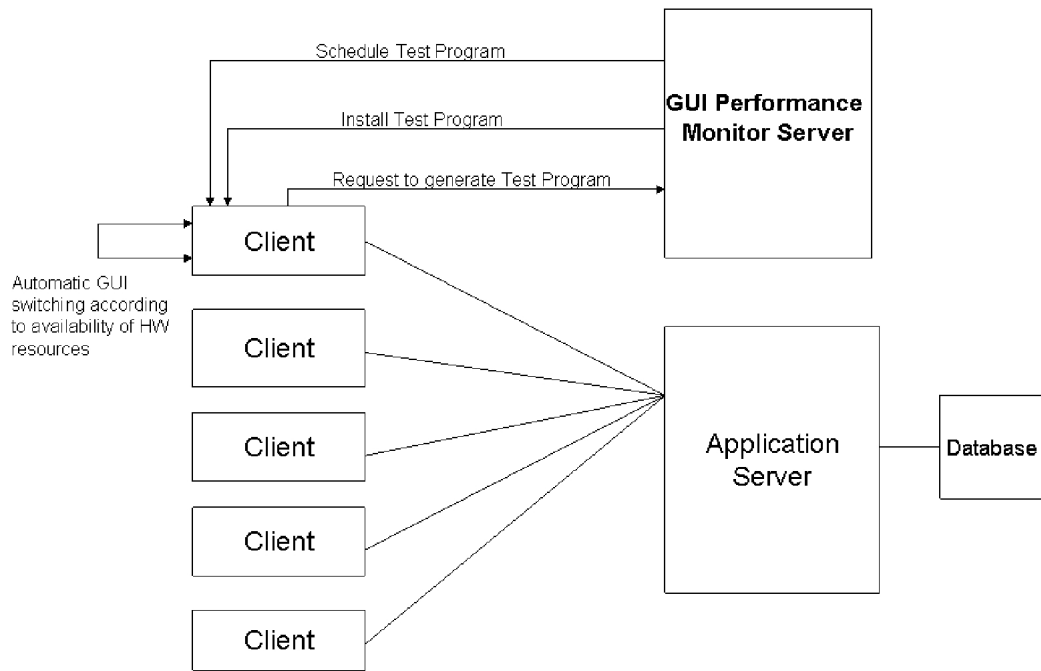 Schedule Test Program
GUI Performance
Monitor Server
Install Test Program
Request to generate Test Program
Client
Automatic GUI
switching according
to availability of HW
resources
Client
Client
Application
Server
Database
Client
Client